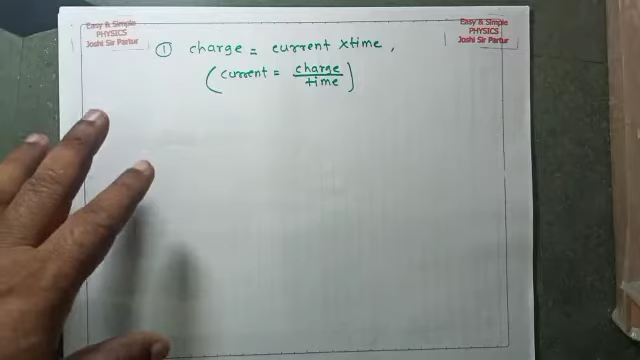 Easy & Simple
PHYSICS
Joshi Sir Partur
Easy & Simple
PHYSICS
Joshi Sir Partur
① charge = current × time,
(current = charge / time)